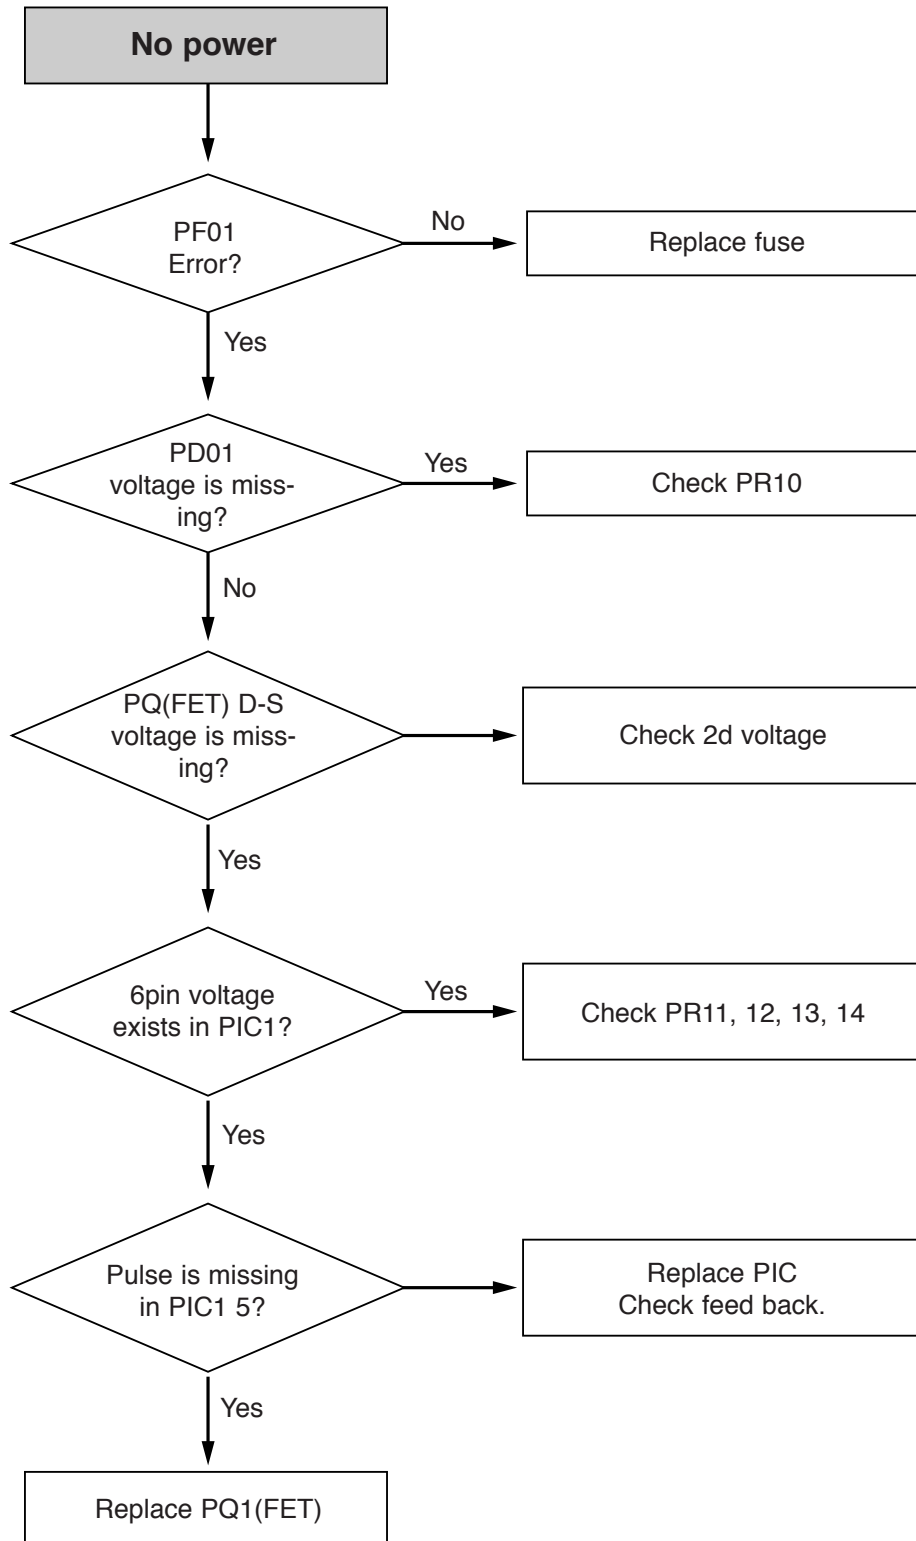 No power
PF01
Error?
No
Replace fuse
Yes
PD01
voltage is miss-
ing?
Yes
Check PR10
No
PQ(FET) D-S
voltage is miss-
ing?
Check 2d voltage
Yes
6pin voltage
exists in PIC1?
Yes
Check PR11, 12, 13, 14
Yes
Pulse is missing
in PIC1 5?
Replace PIC
Check feed back.
Yes
Replace PQ1(FET)